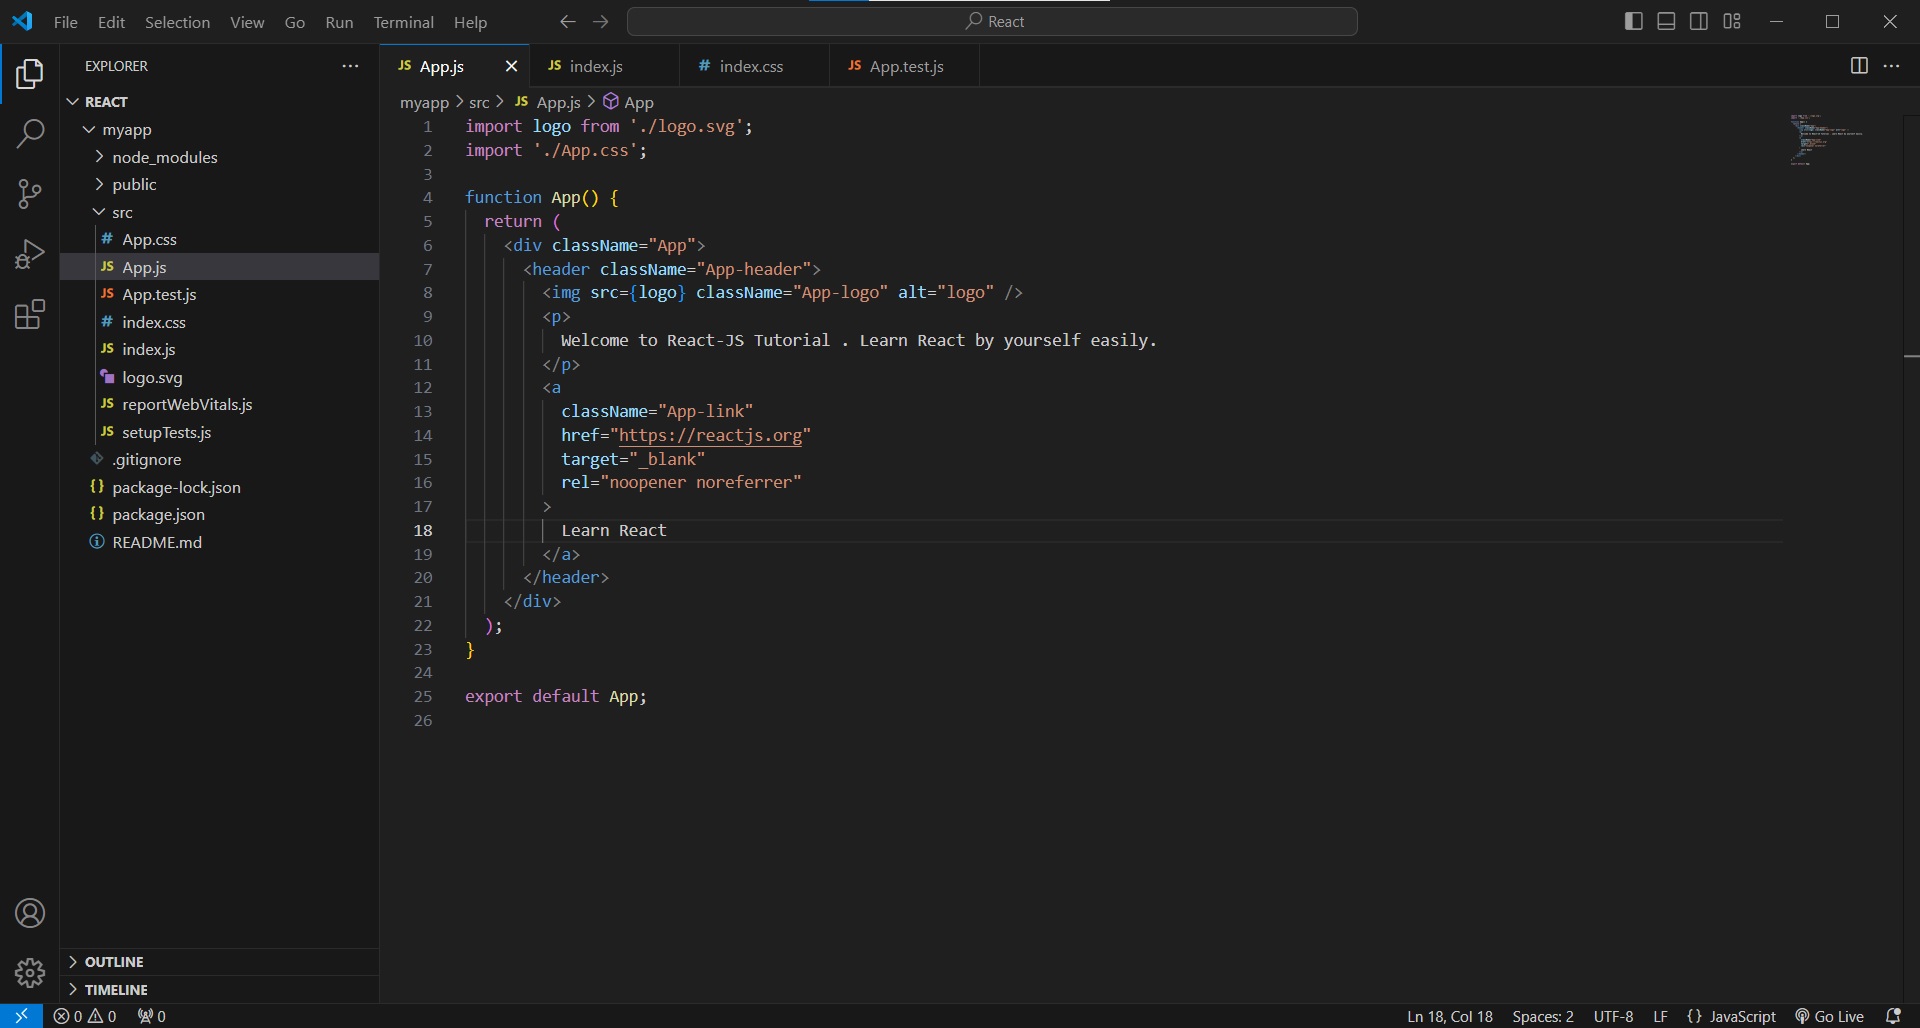 File Edit Selection View Go Run Terminal Help
React
EXPLORER
REACT
myapp
node_modules
public
src
# App.css
JS App.js
JS App.test.js
# index.css
JS index.js
logo.svg
JS reportWebVitals.js
JS setupTests.js
.gitignore
{} package-lock.json
{} package.json
README.md
OUTLINE
TIMELINE
JS App.js
JS index.js
# index.css
JS App.test.js
myapp > src > JS App.js > App
1 import logo from './logo.svg';
2 import './App.css';
3
4 function App() {
5 return (
6 <div className="App">
7 <header className="App-header">
8 <img src={logo} className="App-logo" alt="logo" />
9 <p>
10 Welcome to React-JS Tutorial . Learn React by yourself easily.
11 </p>
12 <a
13 className="App-link"
14 href="https://reactjs.org"
15 target="_blank"
16 rel="noopener noreferrer"
17 >
18 Learn React
19 </a>
20 </header>
21 </div>
22 );
23 }
24
25 export default App;
26
0 0 0
Ln 18, Col 18 Spaces: 2 UTF-8 LF {} JavaScript Go Live